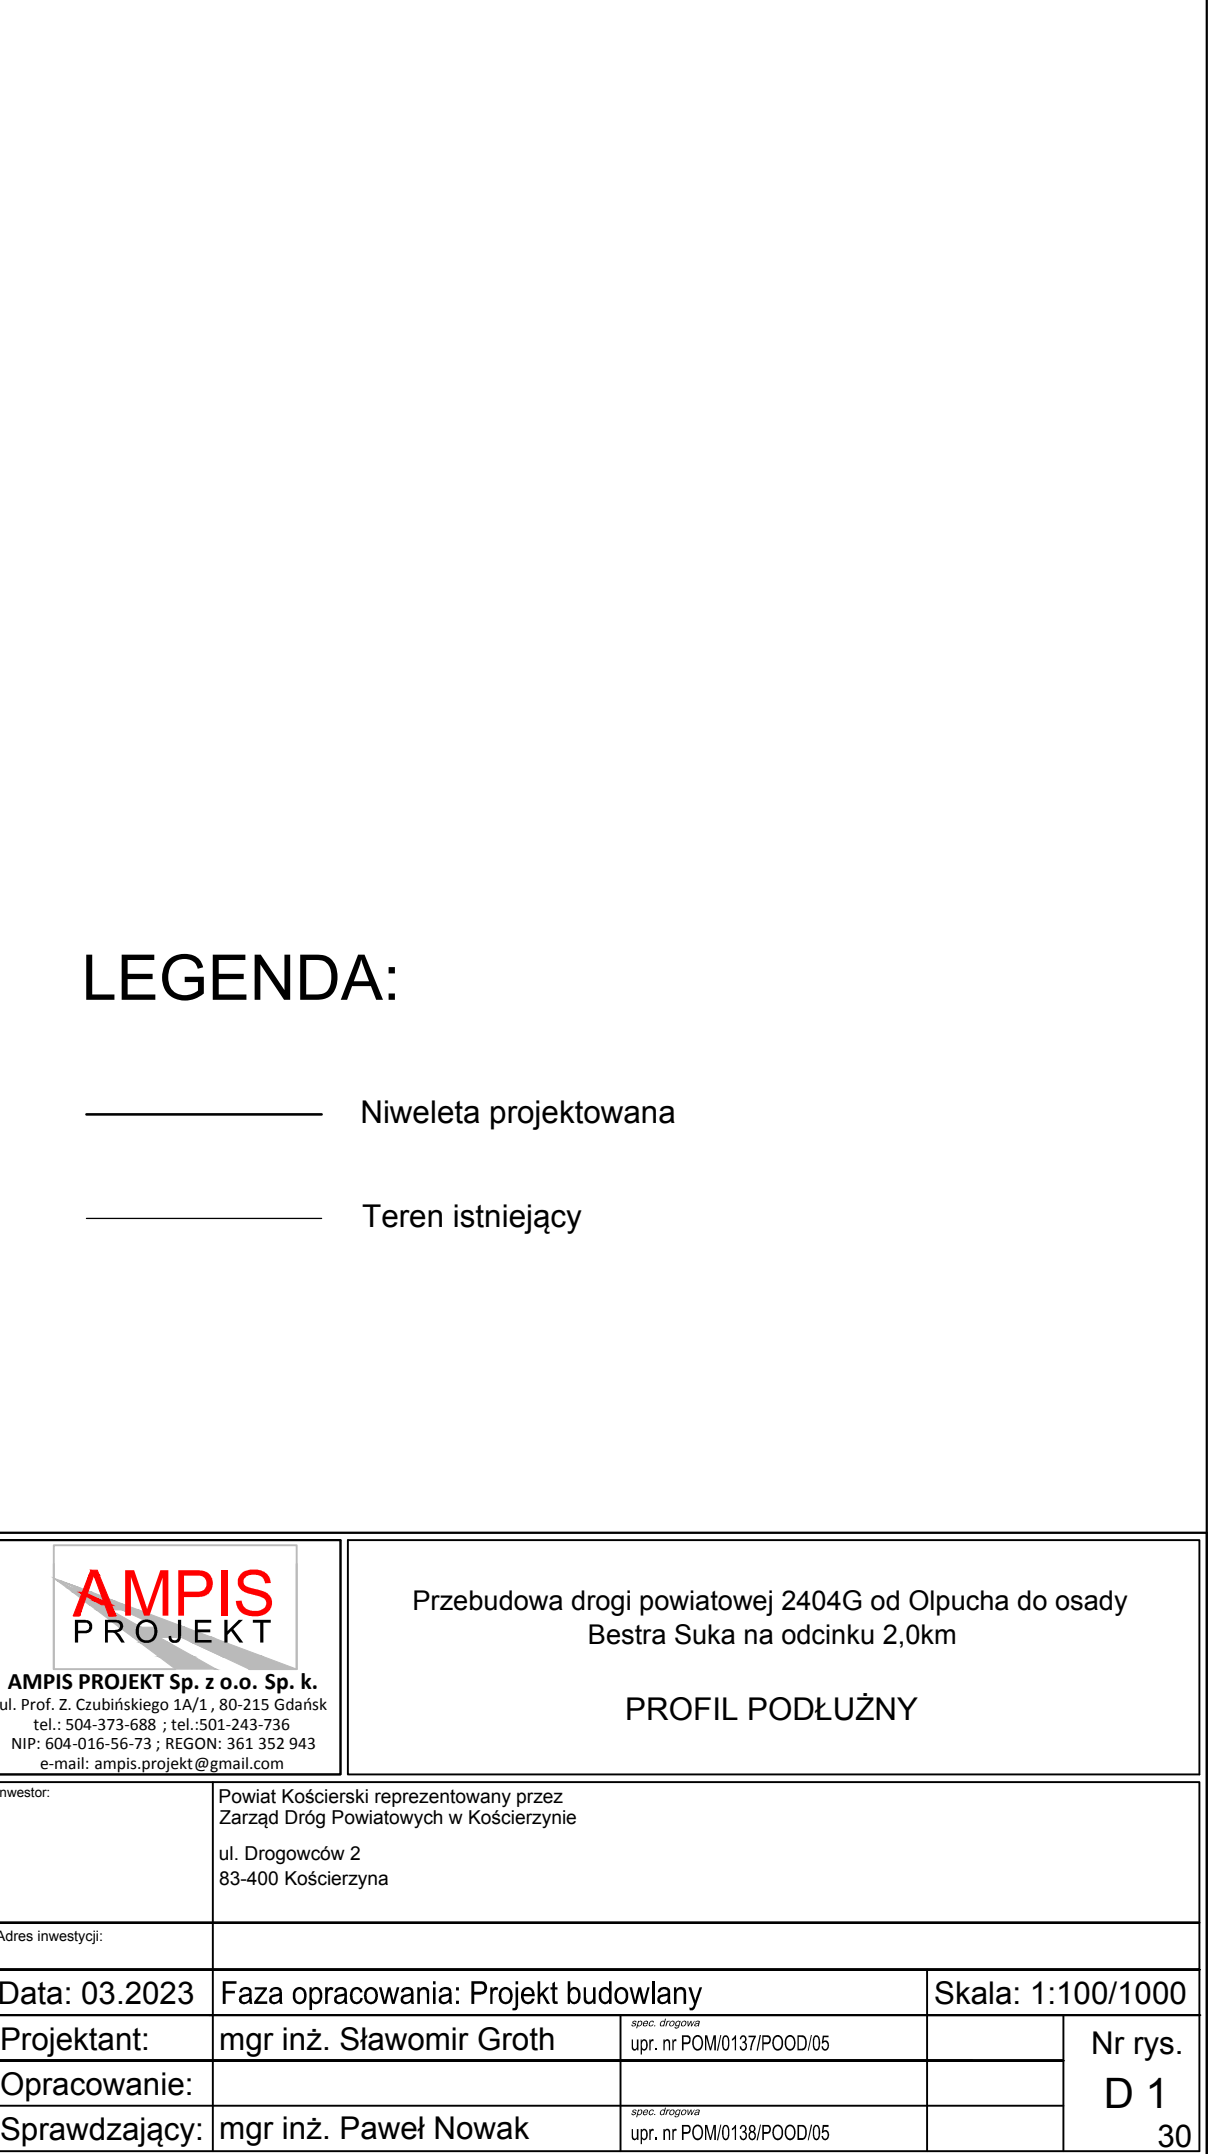 LEGENDA:
Niweleta projektowana
Teren istniejący
AMPIS
PROJEKT
AMPIS PROJEKT Sp. z o.o. Sp. k.
ul. Prof. Z. Czubińskiego 1A/1 , 80-215 Gdańsk
tel.: 504-373-688 ; tel.:501-243-736
NIP: 604-016-56-73 ; REGON: 361 352 943
e-mail: ampis.projekt@gmail.com
Przebudowa drogi powiatowej 2404G od Olpucha do osady
Bestra Suka na odcinku 2,0km
PROFIL PODŁUŻNY
Inwestor:
Powiat Kościerski reprezentowany przez
Zarząd Dróg Powiatowych w Kościerzynie
ul. Drogowców 2
83-400 Kościerzyna
Adres inwestycji:
Data: 03.2023 Faza opracowania: Projekt budowlany Skala: 1:100/1000
Projektant: mgr inż. Sławomir Groth
spec. drogowa
upr. nr POM/0137/POOD/05
Nr rys.
Opracowanie:
D 1
Sprawdzający: mgr inż. Paweł Nowak
spec. drogowa
upr. nr POM/0138/POOD/05
30